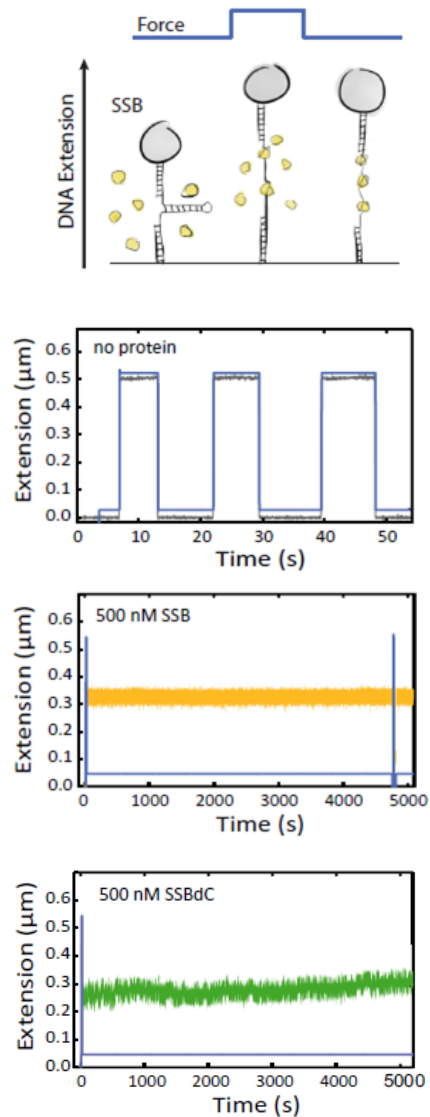 Force
DNA Extension
SSB
no protein
Extension (μm)
0.6
0.5
0.4
0.3
0.2
0.1
0.0
0 10 20 30 40 50
Time (s)
500 nM SSB
Extension (μm)
0.6
0.5
0.4
0.3
0.2
0.1
0.0
0 1000 2000 3000 4000 5000
Time (s)
500 nM SSBdC
Extension (μm)
0.6
0.5
0.4
0.3
0.2
0.1
0.0
0 1000 2000 3000 4000 5000
Time (s)